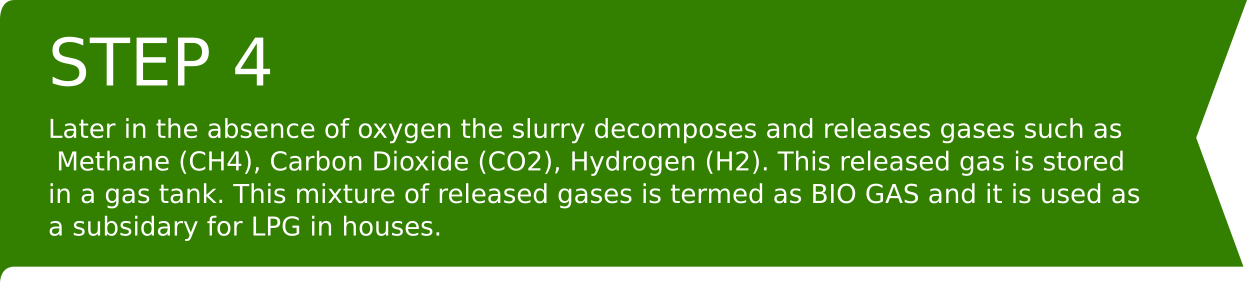 STEP 4
Later in the absence of oxygen the slurry decomposes and releases gases such as
Methane (CH4), Carbon Dioxide (CO2), Hydrogen (H2). This released gas is stored
in a gas tank. This mixture of released gases is termed as BIO GAS and it is used as
a subsidary for LPG in houses.